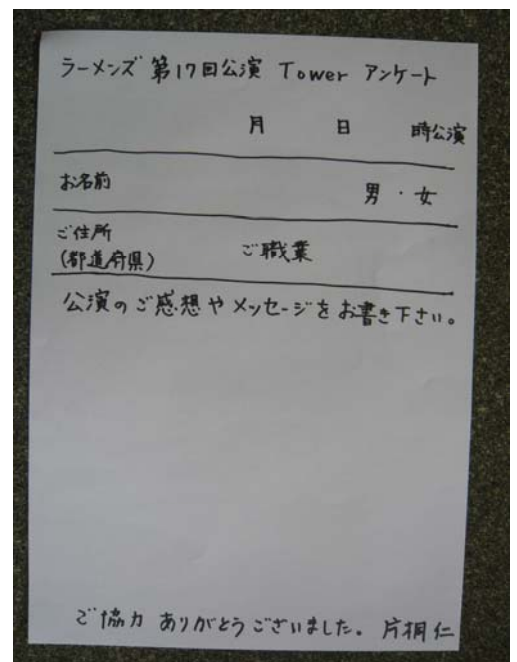 ラーメンズ 第17回公演 Tower アンケート
月 日 時公演
お名前 男・女
ご住所 ご職業
(都道府県)
公演のご感想やメッセージをお書き下さい。
ご協力ありがとうございました。片桐仁